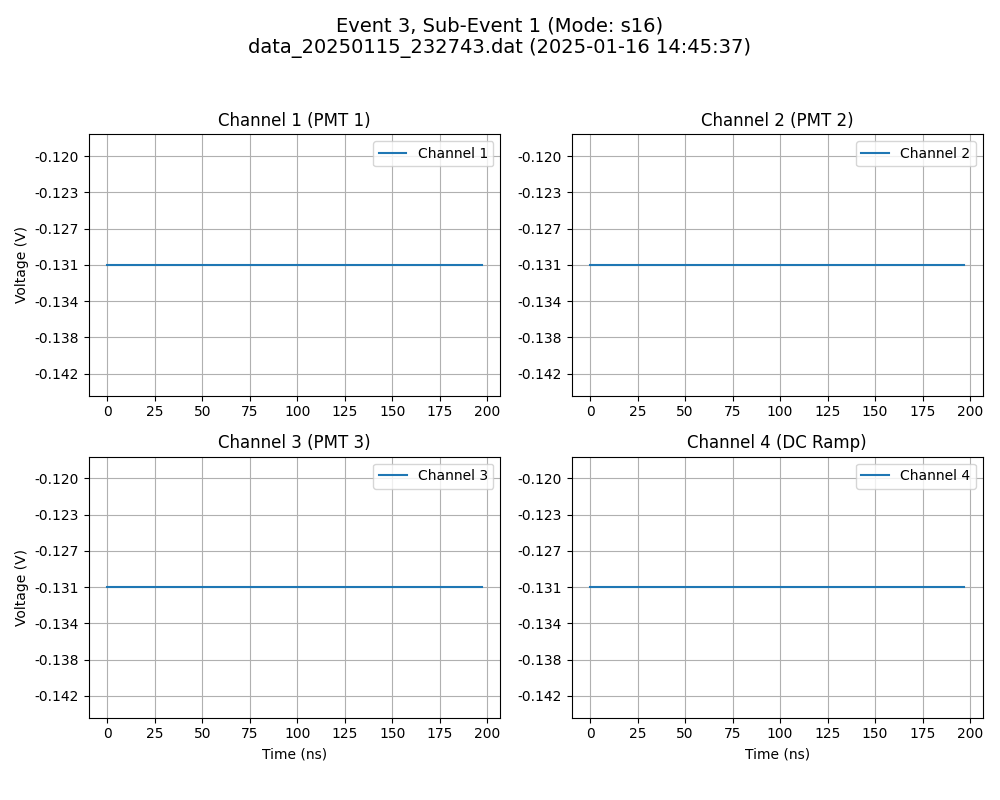 Event 3, Sub-Event 1 (Mode: s16)
data_20250115_232743.dat (2025-01-16 14:45:37)
Channel 1 (PMT 1)
Channel 1
Voltage (V)
-0.120
-0.123
-0.127
-0.131
-0.134
-0.138
-0.142
0 25 50 75 100 125 150 175 200
Channel 2 (PMT 2)
Channel 2
-0.120
-0.123
-0.127
-0.131
-0.134
-0.138
-0.142
0 25 50 75 100 125 150 175 200
Channel 3 (PMT 3)
Channel 3
Voltage (V)
-0.120
-0.123
-0.127
-0.131
-0.134
-0.138
-0.142
0 25 50 75 100 125 150 175 200
Time (ns)
Channel 4 (DC Ramp)
Channel 4
-0.120
-0.123
-0.127
-0.131
-0.134
-0.138
-0.142
0 25 50 75 100 125 150 175 200
Time (ns)